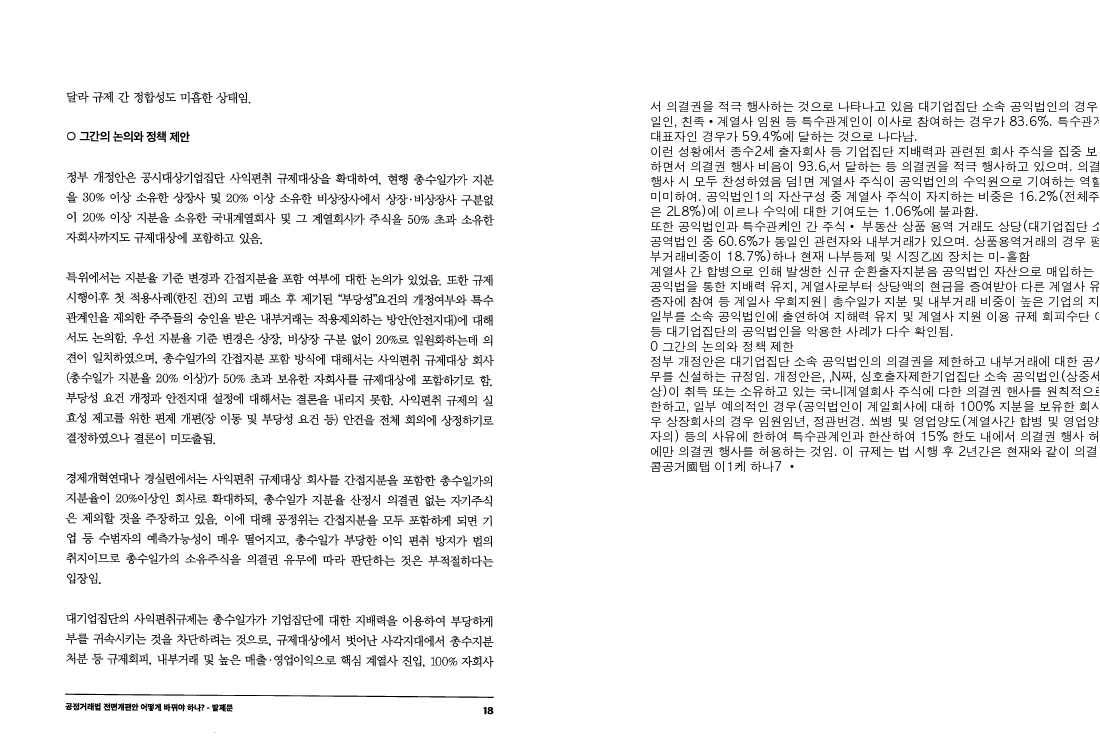 달라 규제 간 정합성도 미흡한 상태임.
○ 그간의 논의와 정책 제안
정부 개정안은 공시대상기업집단 사익편취 규제대상을 확대하여, 현행 총수일가가 지분
을 30% 이상 소유한 상장사 및 20% 이상 소유한 비상장사에서 상장·비상장사 구분없
이 20% 이상 지분을 소유한 국내계열회사 및 그 계열회시가 주식을 50% 초과 소유한
자회사까지도 규제대상에 포함하고 있음.
특위에서는 지분율 기준 변경과 간접지분율 포함 여부에 대한 논의가 있었음. 또한 규제
시행이후 첫 적용사례(한진 건)의 고법 패소 후 제기된 "부당성"요건의 개정여부와 특수
관계인을 제외한 주주들의 승인을 받은 내부거래는 적용제외하는 방안(안전지대)에 대해
서도 논의함. 우선 지분율 기준 변경은 상장, 비상장 구분 없이 20%로 일원화하는데 의
견이 일치하였으며, 총수일가의 간접지분 포함 방식에 대해서는 사익편취 규제대상 회사
(총수일가 지분율 20% 이상)가 50% 초과 보유한 자회사를 규제대상에 포함하기로 함.
부당성 요건 개정과 안전지대 설정에 대해서는 결론을 내리지 못함. 사익편취 규제의 실
효성 제고를 위한 편제 개편(장 이동 및 부당성 요건 등) 안건을 전체 회의에 상정하기로
결정하였으나 결론이 미도출됨.
경제개혁연대나 경실련에서는 사익편취 규제대상 회사를 간접지분을 포함한 총수일가의
지분율이 20%이상인 회사로 확대하되, 총수일가 지분율 산정시 의결권 없는 자기주식
은 제외할 것을 주장하고 있음. 이에 대해 공정위는 간접지분을 모두 포함하게 되면 기
업 등 수범자의 예측가능성이 매우 떨어지고, 총수일가 부당한 이익 편취 방지가 법의
취지이므로 총수일가의 소유주식을 의결권 유무에 따라 판단하는 것은 부적절하다는
입장임.
대기업집단의 사익편취규제는 총수일가가 기업집단에 대한 지배력을 이용하여 부당하게
부를 귀속시키는 것을 차단하려는 것으로, 규제대상에서 벗어난 사각지대에서 총수지분
처분 등 규제회피, 내부거래 및 높은 매출·영업이익으로 핵심 계열사 진입, 100% 자회사
공정거래법 전면개편안 어떻게 바꿔야 하나? - 발제문
18
서 의결권을 적극 행사하는 것으로 나타나고 있음 대기업집단 소속 공익법인의 경우
일인, 친족 • 계열사 임원 등 특수관계인이 이사로 참여하는 경우가 83.6%. 특수관계
대표자인 경우가 59.4%에 달하는 것으로 나다남.
이런 성황에서 종수2세 출자회사 등 기업집단 지배력과 관련된 회사 주식을 집중 보
하면서 의결권 행사 비음이 93.6,서 달하는 등 의결권을 적극 행사하고 있으며. 의결
행사 시 모두 찬성하였음 덤!면 계열사 주식이 공익법인의 수익원으로 기여하는 역할
미미하여. 공익법인1의 자산구성 중 계열사 주식이 자지하는 비중은 16.2%(전체주
은 2L8%)에 이르나 수익에 대한 기여도는 1.06%에 불과함.
또한 공익법인과 특수관케인 간 주식 • 부동산 상품 용역 거래도 상당(대기업집단 소
공역법인 중 60.6%가 동일인 관련자와 내부거래가 있으며. 상품용역거래의 경우 평
부거래비중이 18.7%)하나 현재 나부등제 및 시징乙凶 장치는 미-홀함
계열사 간 합병으로 인해 발생한 신규 순환출자지분음 공익법인 자산으로 매입하는
공익법을 통한 지배력 유지, 계열사로부터 상당액의 현금을 증여받아 다른 계열사 유
증자에 참여 등 계일사 우회지원| 총수일가 지분 및 내부거래 비중이 높은 기업의 지
일부를 소속 공익법인에 출연하여 지해력 유지 및 계열사 지원 이용 규제 회피수단
등 대기업집단의 공익법인을 악용한 사례가 다수 확인됨.
0 그간의 논의와 정책 제한
정부 개정안은 대기업집단 소속 공익법인의 의결권을 제한하고 내부거래에 대한 공시
무를 신설하는 규정임. 개정안은, ,N짜, 싱호출자제한기업집단 소속 공익법인(상중세
상)이 취득 또는 소유하고 있는 국니계열회사 주식에 다한 의결권 핸사를 원칙적으로
한하고, 일부 예의적인 경우(공익법인이 계일회사에 대하 100% 지분을 보유한 회사
우 상장회사의 경우 임원임년, 정관번경. 쐬병 및 영업양도(계열사간 합병 및 영업양
자의) 등의 사유에 한하여 특수관계인과 한산하여 15% 한도 내에서 의결권 행사 허
에만 의결권 행사를 허용하는 것임. 이 규제는 법 시행 후 2년간은 현재와 같이 의결
콤공거國탭 이1케 하나7 •